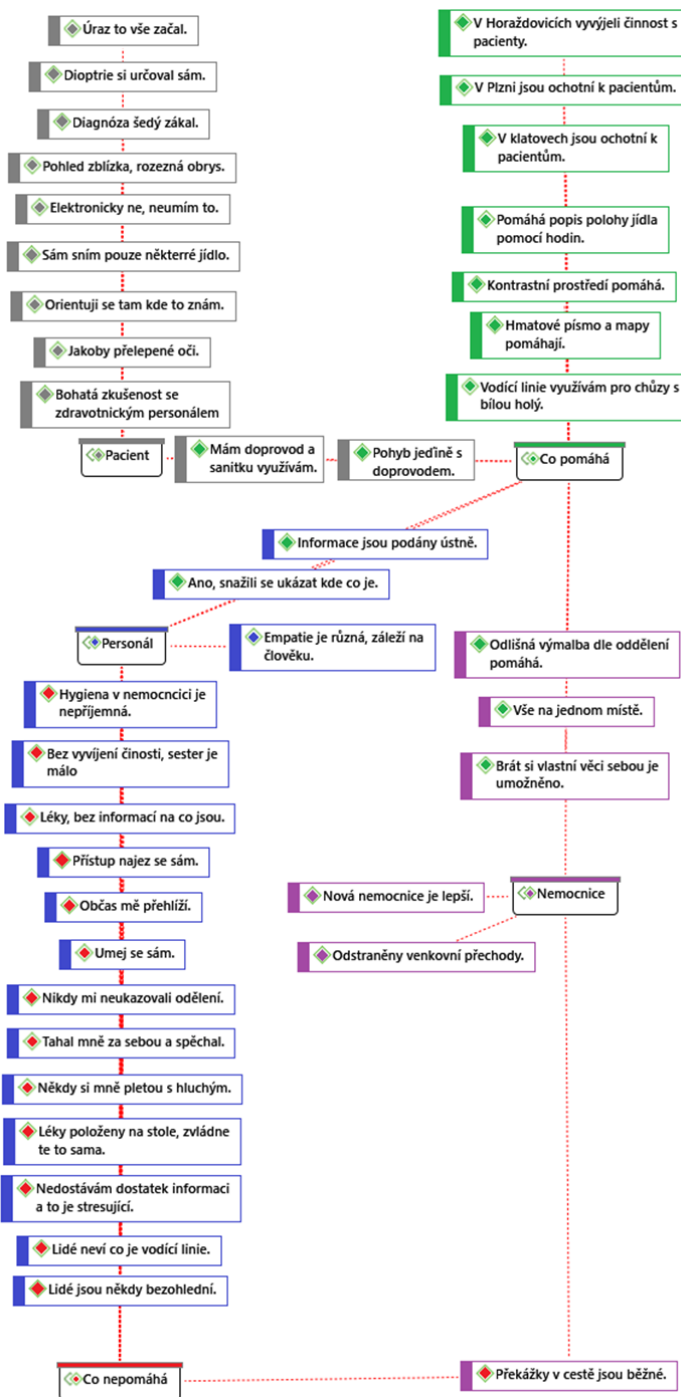 Úraz to vše začal.
Dioptrie si určoval sám.
Diagnóza šedý zákal.
Pohled zblízka, rozezná obrys.
Elektronicky ne, neumím to.
Sám sním pouze některré jídlo.
Orientuji se tam kde to znám.
Jakoby přelepené oči.
Bohatá zkušenost se
zdravotnickým personálem
V Horažďovicích vyvýjeli činnost s
pacienty.
V Plzni jsou ochotní k pacientům.
V klatovech jsou ochotní k
pacientům.
Pomáhá popis polohy jídla
pomocí hodin.
Kontrastní prostředí pomáhá.
Hmatové písmo a mapy
pomáhají.
Vodící linie využívám pro chůzy s
bílou holý.
Pacient
Mám doprovod a
sanitku využívám.
Pohyb jeďině s
doprovodem.
Co pomáhá
Informace jsou podány ústně.
Ano, snažili se ukázat kde co je.
Personál
Empatie je různá, záleží na
člověku.
Odlišná výmalba dle oddělení
pomáhá.
Vše na jednom místě.
Brát si vlastní věci sebou je
umožněno.
Hygiena v nemocncici je
nepříjemná.
Bez vyvíjení činosti, sester je
málo
Léky, bez informací na co jsou.
Přístup najez se sám.
Občas mě přehlíží.
Umej se sám.
Nikdy mi neukazovali odělení.
Tahal mně za sebou a spěchal.
Někdy si mně pletou s hluchým.
Léky položeny na stole, zvládne
te to sama.
Nedostávám dostatek informaci
a to je stresující.
Lidé neví co je vodící linie.
Lidé jsou někdy bezohlední.
Nová nemocnice je lepší.
Nemocnice
Odstraněny venkovní přechody.
Co nepomáhá
Překážky v cestě jsou běžné.